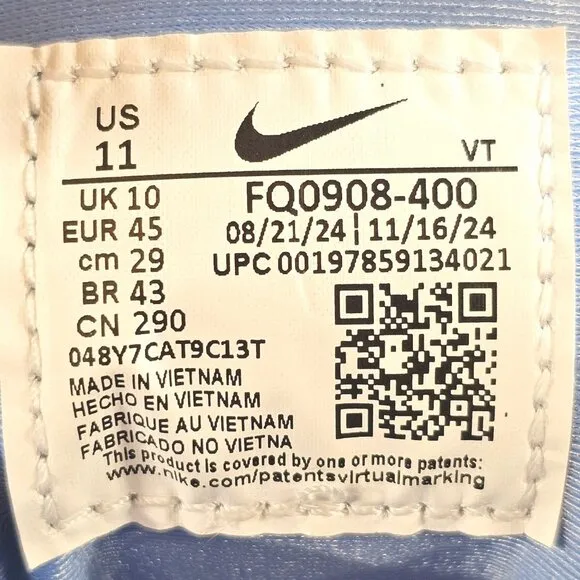 US
11
VT
UK 10
EUR 45
cm 29
BR 43
CN 290
FQ0908-400
08/21/24 | 11/16/24
UPC 00197859134021
048Y7CAT9C13T
MADE IN VIETNAM
HECHO EN VIETNAM
FABRIQUE AU VIETNAM
FABRICADO NO VIETNA
This product is covered by one or more patents:
www.nike.com/patentsvirtualmarking